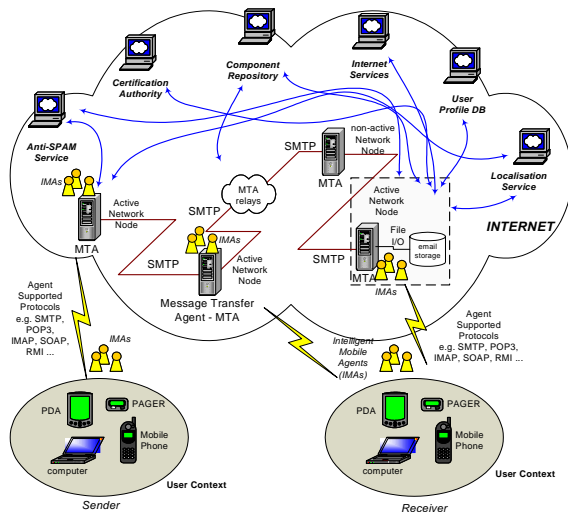 Component
Repository
Internet
Services
Certification
Authority
User
Profile DB
Anti-SPAM
Service
Localisation
Service
IMAs
SMTP
non-active
Network
Node
MTA
MTA
relays
Active
Network
Node
MTA
SMTP
IMAs
SMTP
Active
Network
Node
Message Transfer
Agent - MTA
Active
Network
Node
File
I/O
email
storage
SMTP
MTA
IMAs
INTERNET
Agent
Supported
Protocols
e.g. SMTP,
POP3,
IMAP, SOAP,
RMI ...
IMAs
Intelligent
Mobile
Agents
(IMAs)
Agent
Supported
Protocols
e.g. SMTP, POP3,
IMAP, SOAP,
RMI ...
PDA
PAGER
Mobile
Phone
computer
User Context
Sender
PDA
PAGER
Mobile
Phone
computer
User Context
Receiver